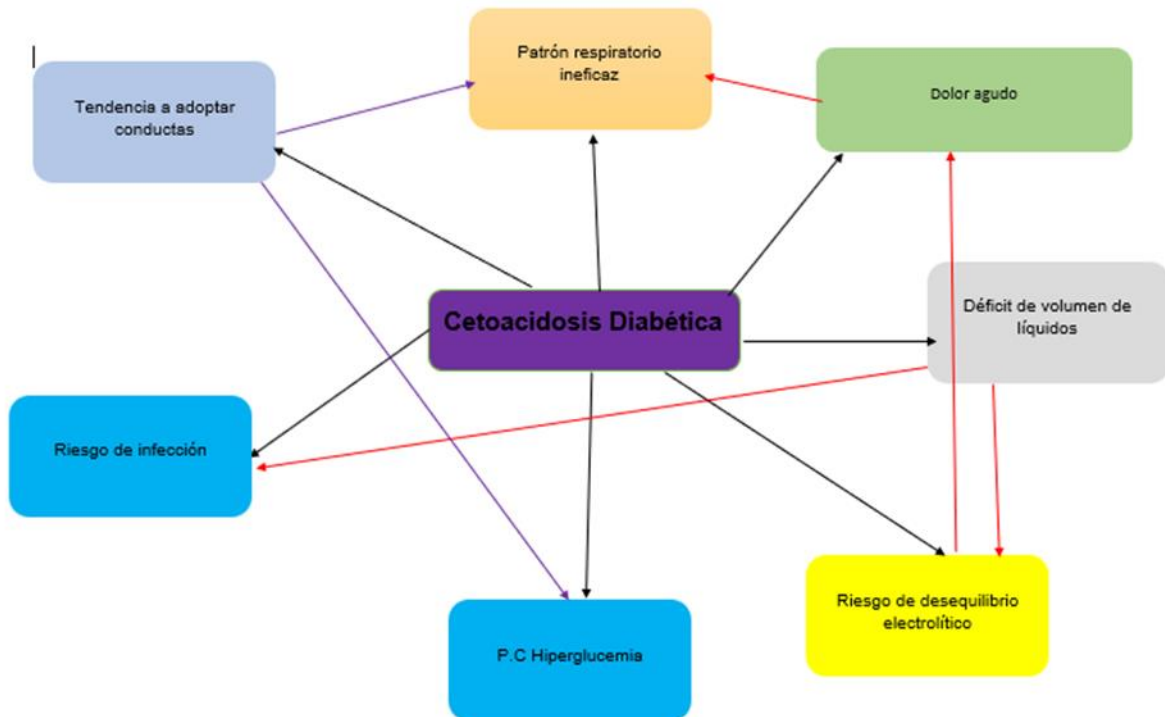 Patrón respiratorio
ineficaz
Tendencia a adoptar
conductas
Dolor agudo
Cetoacidosis Diabética
Déficit de volumen de
líquidos
Riesgo de infección
Riesgo de desequilibrio
electrolítico
P.C Hiperglucemia